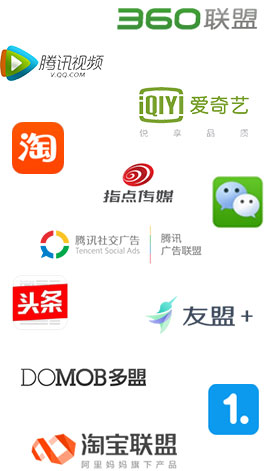 360联盟
腾讯视频
V.QQ.COM
iQIYI 爱奇艺
悦 享 品 质
淘
指点传媒
腾讯社交广告
Tencent Social Ads
腾讯
广告联盟
头条
友盟+
DOMOB多盟
1.
淘宝联盟
阿里妈妈旗下产品